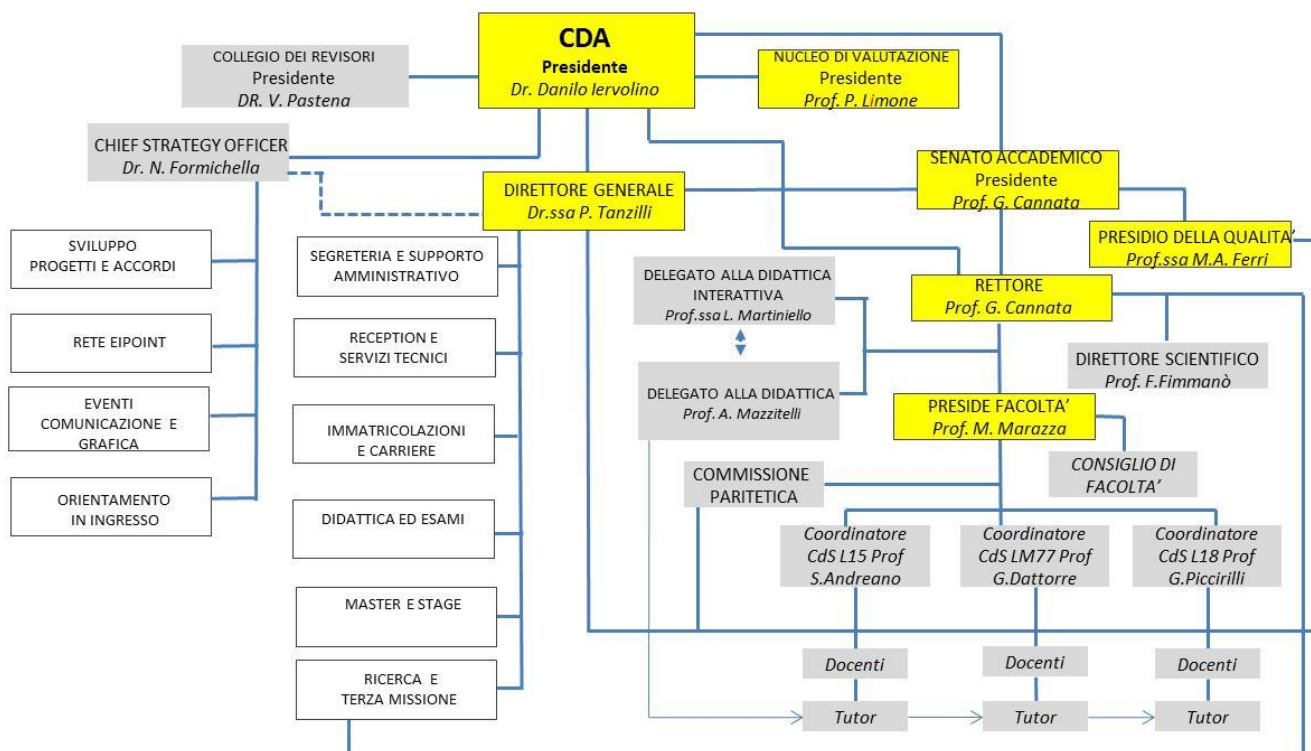 CDA
Presidente
Dr. Danilo Iervolino
COLLEGIO DEI REVISORI
Presidente
DR. V. Pastena
NUCLEO DI VALUTAZIONE
Presidente
Prof. P. Limone
CHIEF STRATEGY OFFICER
Dr. N. Formichella
DIRETTORE GENERALE
Dr.ssa P. Tanzilli
SENATO ACCADEMICO
Presidente
Prof. G. Cannata
PRESIDIO DELLA QUALITA’
Prof.ssa M.A. Ferri
SVILUPPO
PROGETTI E ACCORDI
RETE EIPOINT
EVENTI
COMUNICAZIONE E
GRAFICA
ORIENTAMENTO
IN INGRESSO
SEGRETERIA E SUPPORTO
AMMINISTRATIVO
RECEPTION E
SERVIZI TECNICI
IMMATRICOLAZIONI
E CARRIERE
DIDATTICA ED ESAMI
MASTER E STAGE
RICERCA E
TERZA MISSIONE
DELEGATO ALLA DIDATTICA
INTERATTIVA
Prof.ssa L. Martiniello
DELEGATO ALLA DIDATTICA
Prof. A. Mazzitelli
RETTORE
Prof. G. Cannata
DIRETTORE SCIENTIFICO
Prof. F.Fimmanò
PRESIDE FACOLTA’
Prof. M. Marazza
CONSIGLIO DI
FACOLTA’
COMMISSIONE
PARITETICA
Coordinatore
CdS L15 Prof
S.Andreano
Coordinatore
CdS LM77 Prof
G.Dattorre
Coordinatore
CdS L18 Prof
G.Piccirilli
Docenti
Docenti
Docenti
Tutor
Tutor
Tutor